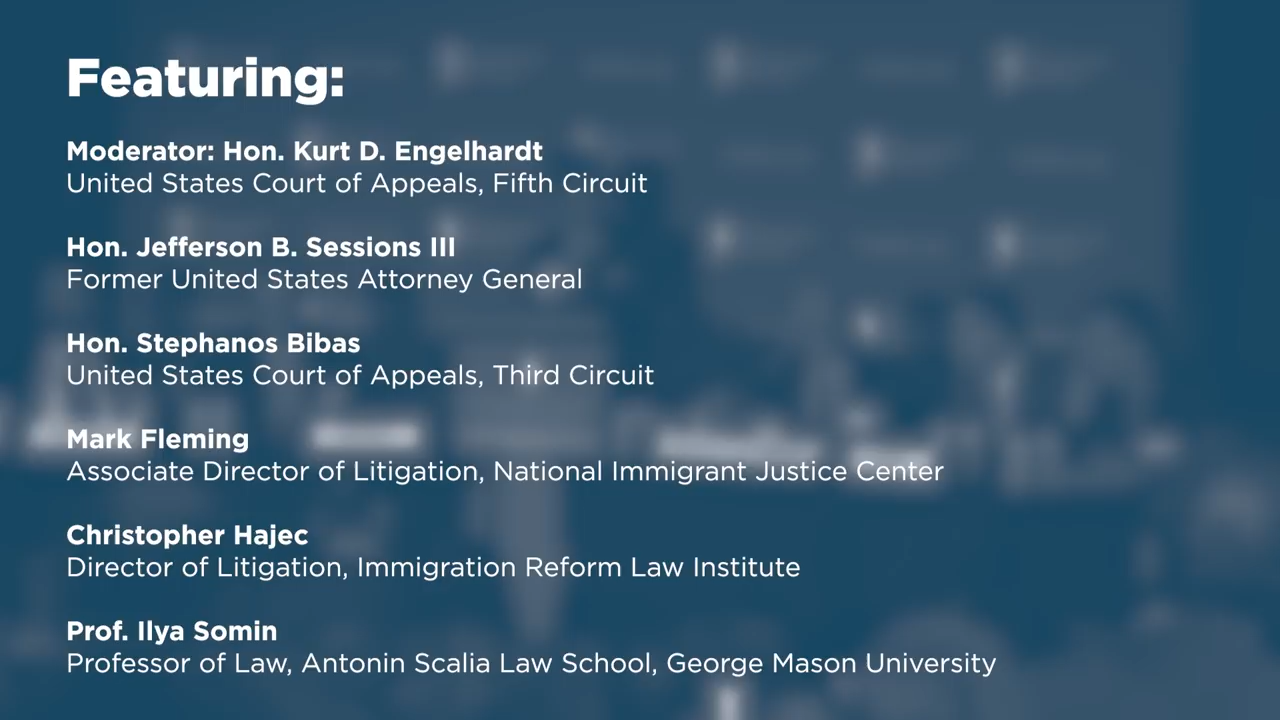 Featuring:
Moderator: Hon. Kurt D. Engelhardt
United States Court of Appeals, Fifth Circuit
Hon. Jefferson B. Sessions III
Former United States Attorney General
Hon. Stephanos Bibas
United States Court of Appeals, Third Circuit
Mark Fleming
Associate Director of Litigation, National Immigrant Justice Center
Christopher Hajec
Director of Litigation, Immigration Reform Law Institute
Prof. Ilya Somin
Professor of Law, Antonin Scalia Law School, George Mason University